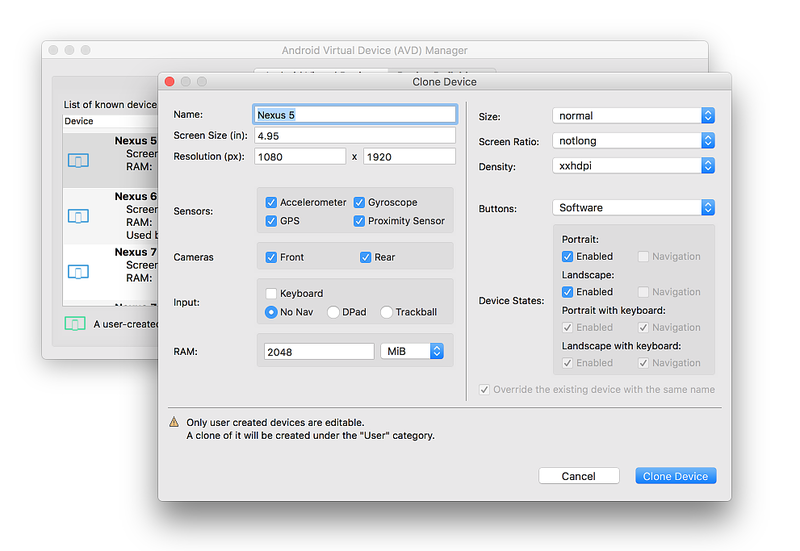 Android Virtual Device (AVD) Manager
List of known device
Device
Nexus 5
Screen
RAM:
Nexus 6
Screen
RAM:
Used b
Nexus 7
Screen
RAM:
A user-created
Clone Device
Name:
Nexus 5
Screen Size (in):
4.95
Resolution (px):
1080
x
1920
Sensors:
Accelerometer
Gyroscope
GPS
Proximity Sensor
Cameras
Front
Rear
Input:
Keyboard
No Nav
DPad
Trackball
RAM:
2048
MiB
Size:
normal
Screen Ratio:
notlong
Density:
xxhdpi
Buttons:
Software
Device States:
Portrait:
Enabled
Navigation
Landscape:
Enabled
Navigation
Portrait with keyboard:
Enabled
Navigation
Landscape with keyboard:
Enabled
Navigation
Override the existing device with the same name
Only user created devices are editable.
A clone of it will be created under the "User" category.
Cancel
Clone Device